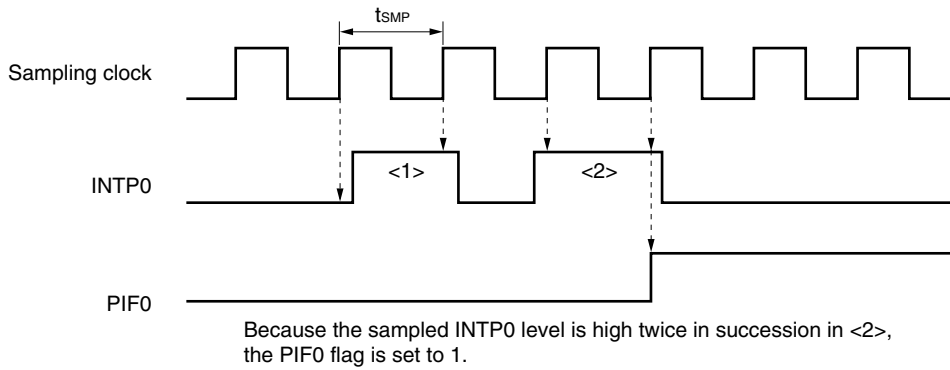 tSMP
Sampling clock
<1>
<2>
INTP0
PIF0
Because the sampled INTP0 level is high twice in succession in <2>,
the PIF0 flag is set to 1.